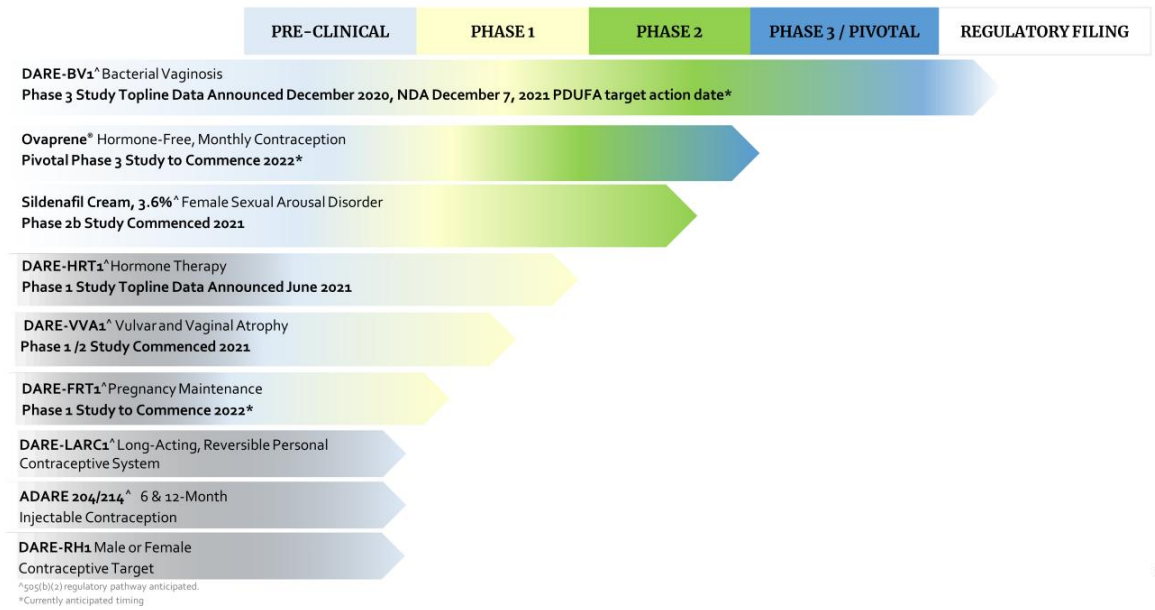 PRE-CLINICAL PHASE 1 PHASE 2 PHASE 3 / PIVOTAL REGULATORY FILING
DARE-BV1^ Bacterial Vaginosis
Phase 3 Study Topline Data Announced December 2020, NDA December 7, 2021 PDUFA target action date*
Ovaprene® Hormone-Free, Monthly Contraception
Pivotal Phase 3 Study to Commence 2022*
Sildenafil Cream, 3.6%^ Female Sexual Arousal Disorder
Phase 2b Study Commenced 2021
DARE-HRT1^ Hormone Therapy
Phase 1 Study Topline Data Announced June 2021
DARE-VVA1^ Vulvar and Vaginal Atrophy
Phase 1 /2 Study Commenced 2021
DARE-FRT1^ Pregnancy Maintenance
Phase 1 Study to Commence 2022*
DARE-LARC1^ Long-Acting, Reversible Personal
Contraceptive System
ADARE 204/214^ 6 & 12-Month
Injectable Contraception
DARE-RH1 Male or Female
Contraceptive Target
^505(b)(2) regulatory pathway anticipated.
*Currently anticipated timing